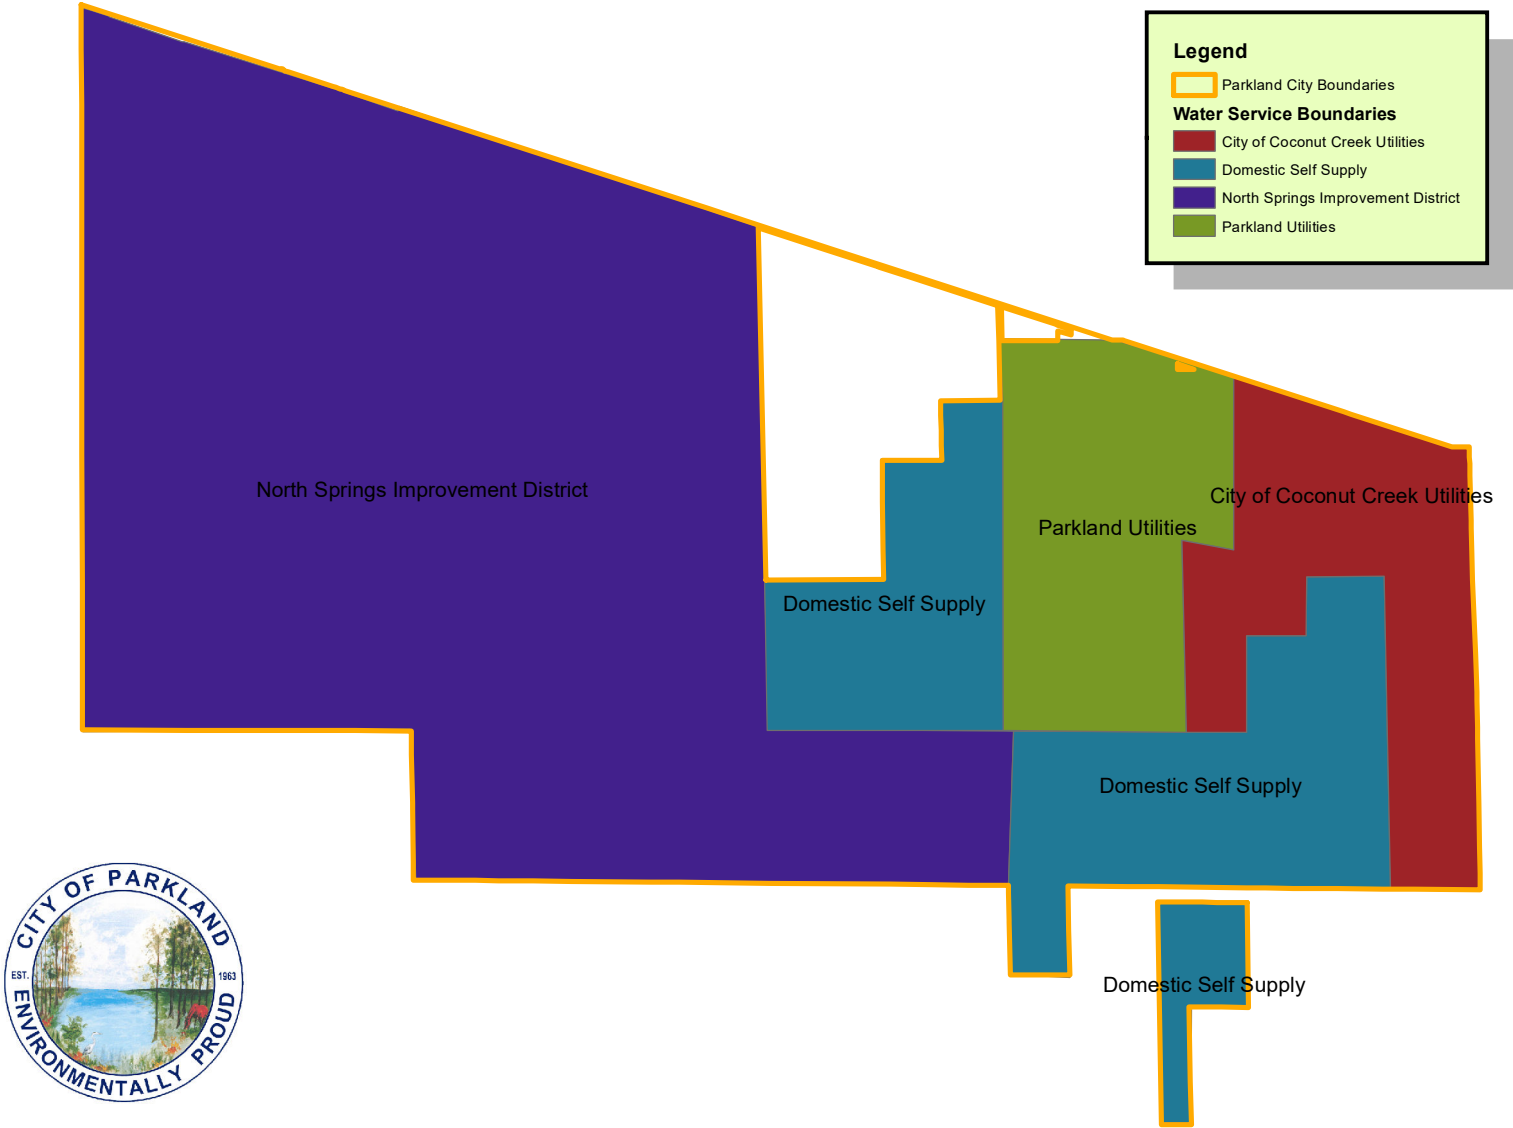 Legend
Parkland City Boundaries
Water Service Boundaries
City of Coconut Creek Utilities
Domestic Self Supply
North Springs Improvement District
Parkland Utilities
North Springs Improvement District
City of Coconut Creek Utilities
Parkland Utilities
Domestic Self Supply
Domestic Self Supply
Domestic Self Supply
CITY OF PARKLAND
EST. 1963
ENVIRONMENTALLY PROUD